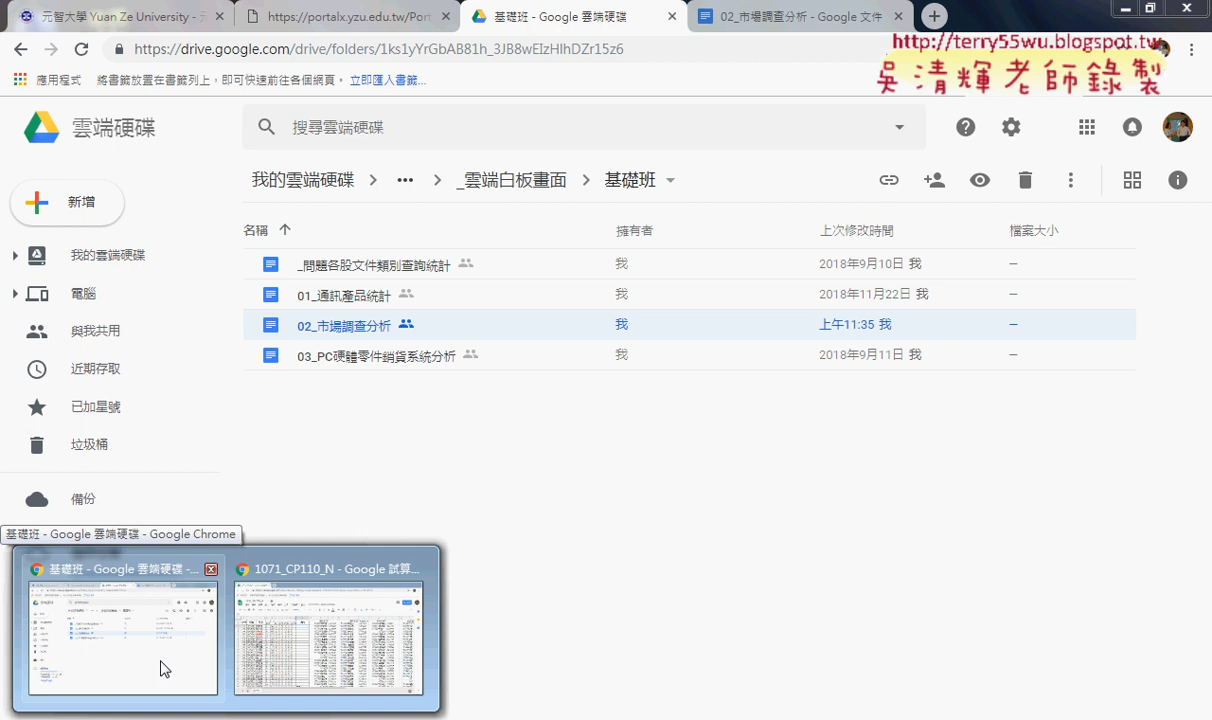 元智大學 Yuan Ze University - 元
https://portalx.yzu.edu.tw/Port
基礎班 - Google 雲端硬碟
02_市場調查分析 - Google 文件
https://drive.google.com/drive/folders/1ks1yYrGbAB81h_3JB8wEIzHlhDZr15z6
http://terry55wu.blogspot.tw
吳清輝老師錄製
應用程式
將書籤放置在書籤列上，即可快速前往各個網頁。
立即匯入書籤...
雲端硬碟
搜尋雲端硬碟
新增
我的雲端硬碟
_雲端白板畫面
基礎班
名稱
擁有者
上次修改時間
檔案大小
_問題各股文件類別查詢統計
我
2018年9月10日 我
–
01_通訊產品統計
我
2018年11月22日 我
–
02_市場調查分析
我
上午11:35 我
–
03_PC硬體零件銷貨系統分析
我
2018年9月11日 我
–
我的雲端硬碟
電腦
與我共用
近期存取
已加星號
垃圾桶
備份
基礎班 - Google 雲端硬碟 - Google Chrome
基礎班 - Google 雲端硬碟 -...
1071_CP110_N - Google 試算...